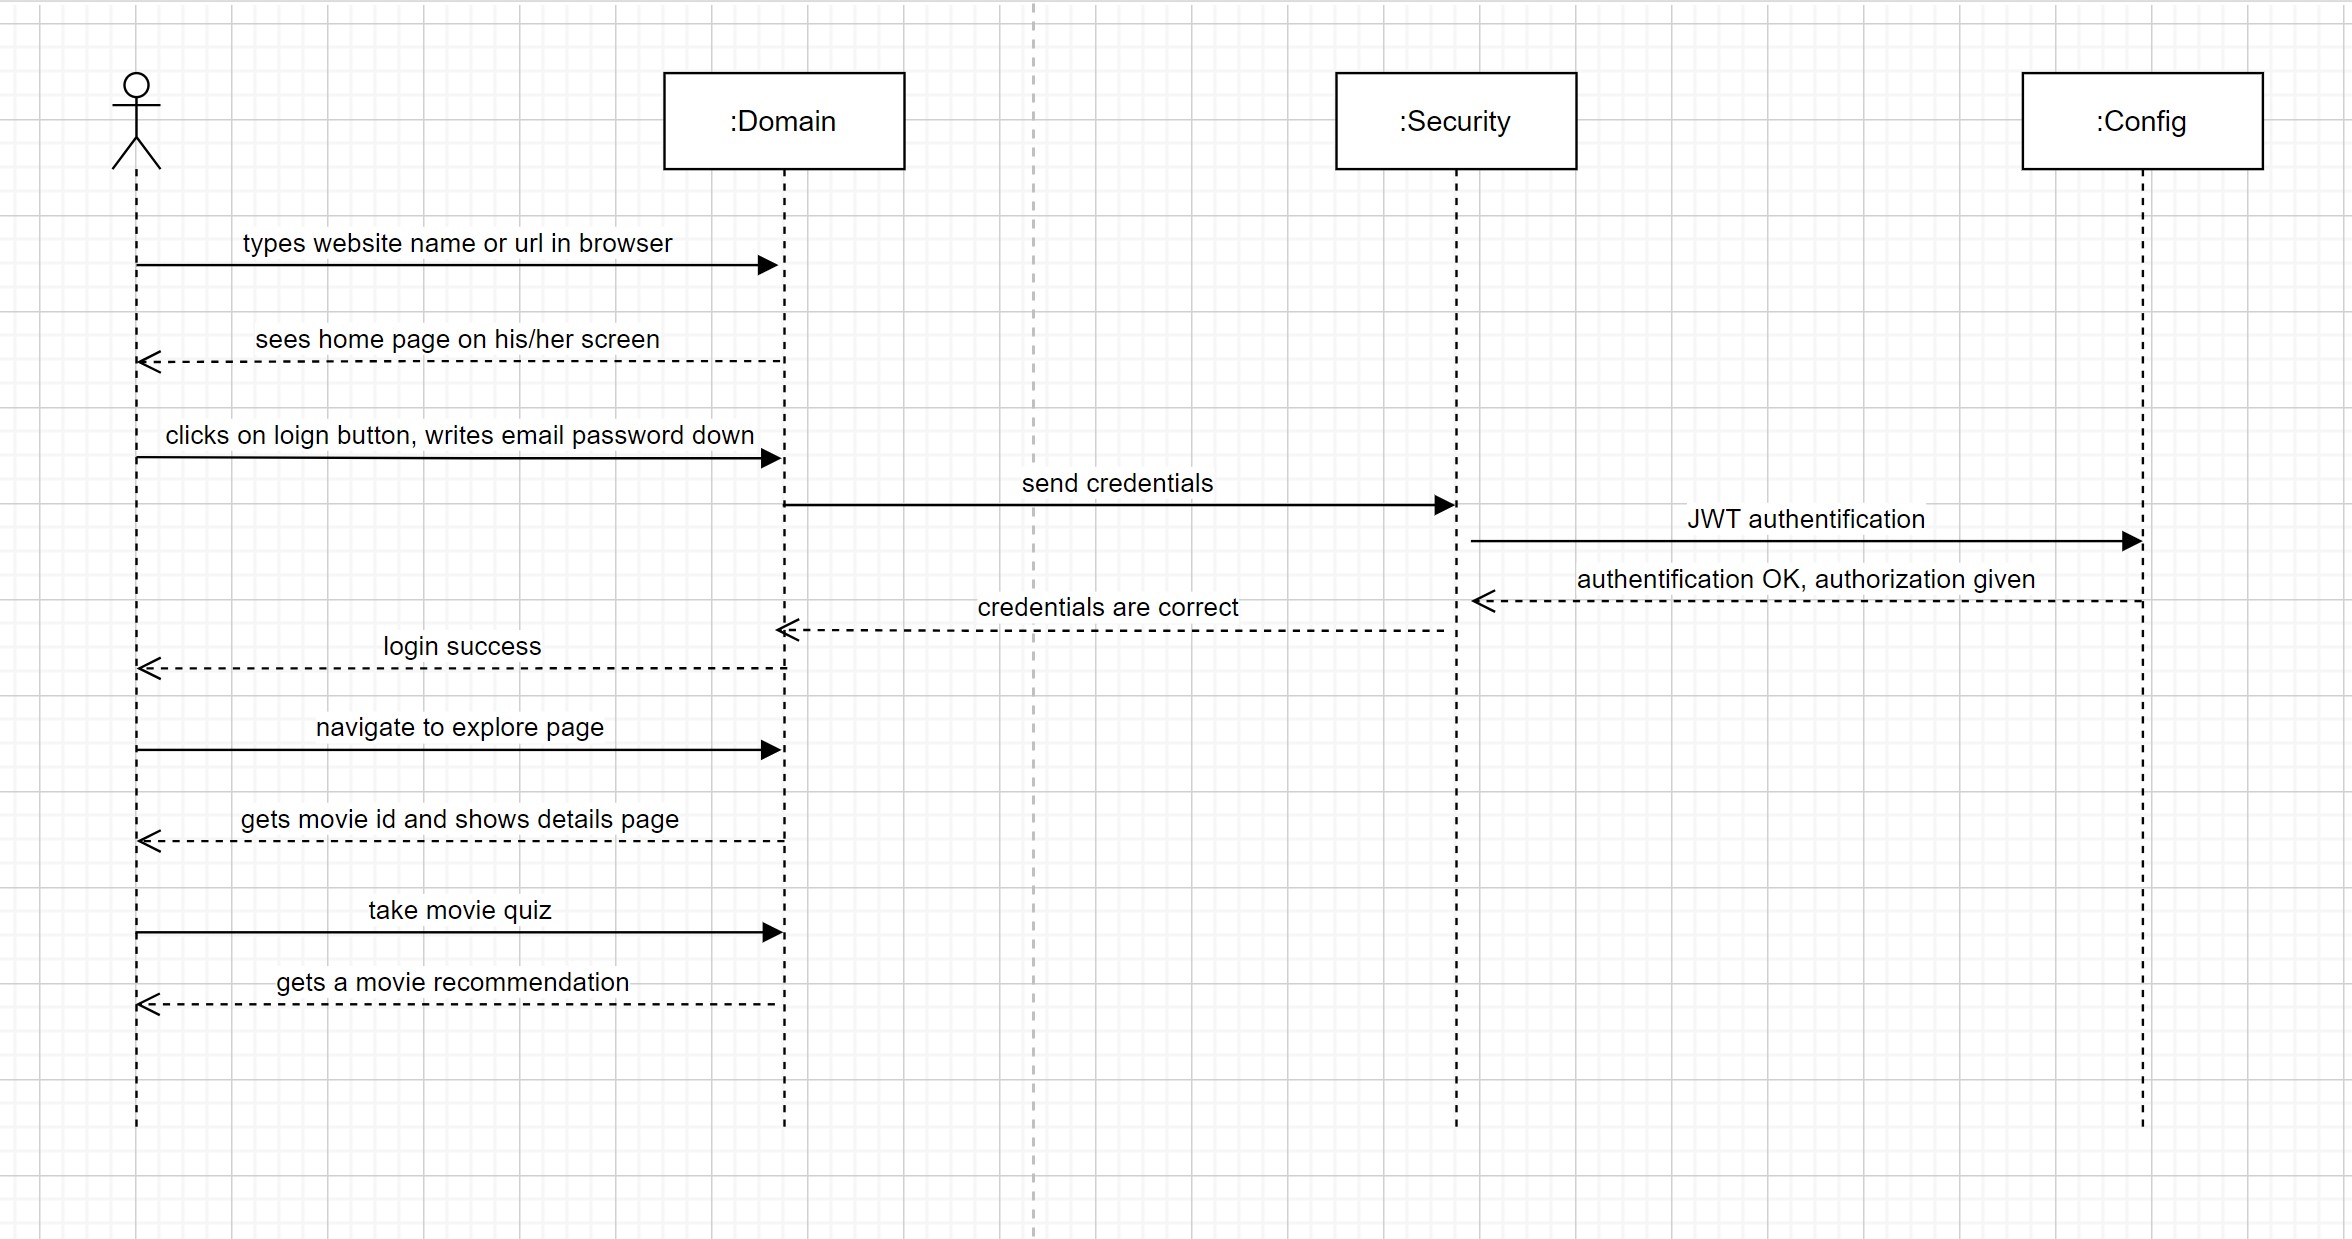 :Domain
:Security
:Config
types website name or url in browser
sees home page on his/her screen
clicks on loign button, writes email password down
send credentials
JWT authentification
authentification OK, authorization given
credentials are correct
login success
navigate to explore page
gets movie id and shows details page
take movie quiz
gets a movie recommendation